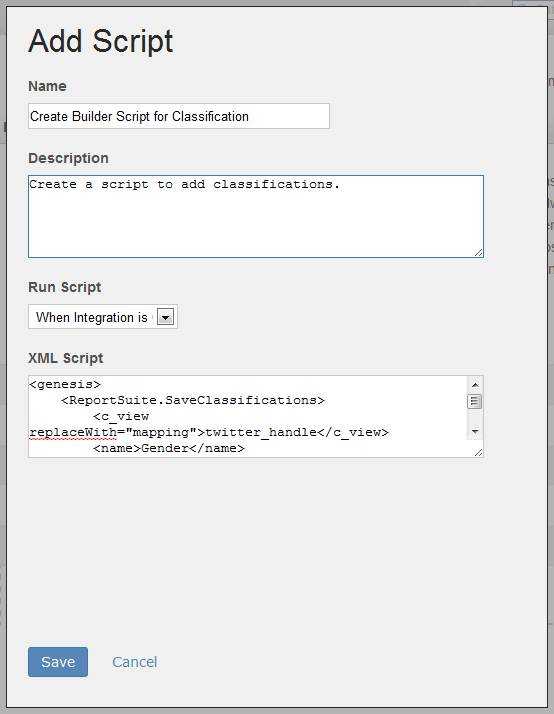 Add Script
Name
Create Builder Script for Classification
Description
Create a script to add classifications.
Run Script
When Integration is
XML Script
<genesis>
<ReportSuite.SaveClassifications>
<c_view
replaceWith="mapping">twitter_handle</c_view>
<name>Gender</name>
Save
Cancel